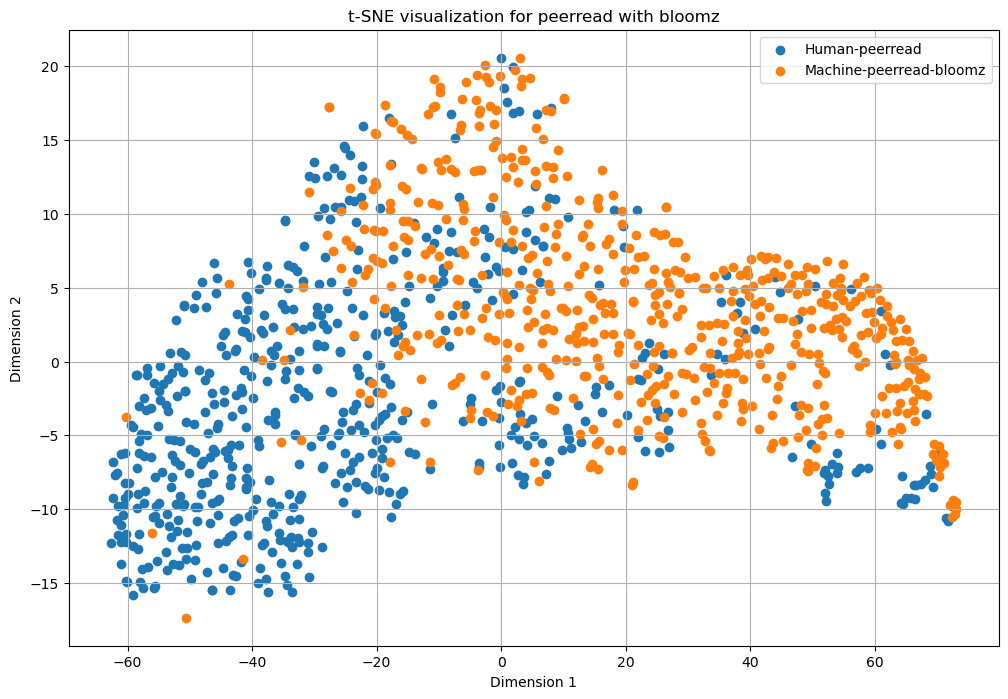 t-SNE visualization for peerread with bloomz
Human-peerread
Machine-peerread-bloomz
20
15
10
5
0
−5
−10
−15
Dimension 2
−60 −40 −20 0 20 40 60
Dimension 1